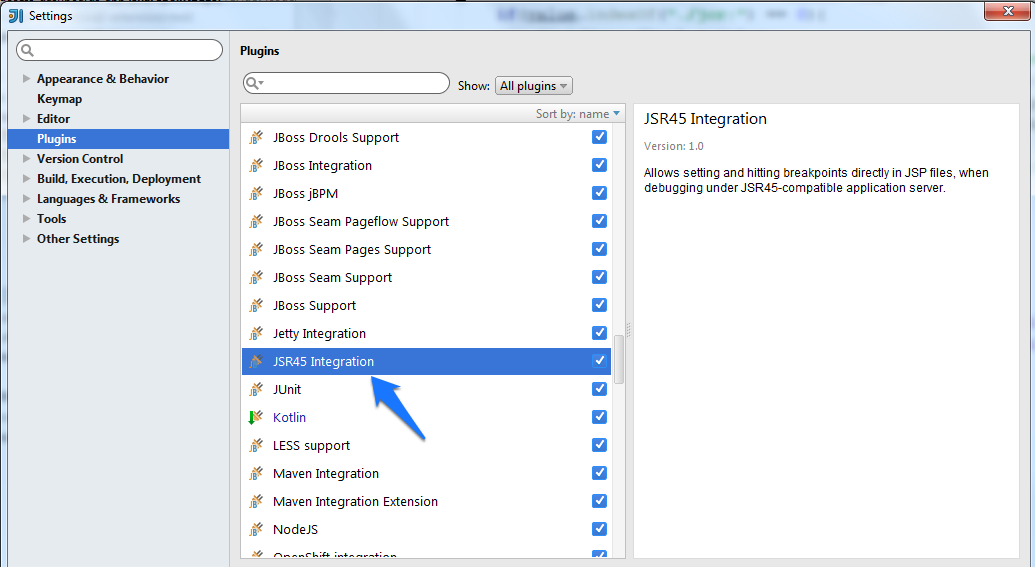 Settings
Plugins
Show: All plugins
Appearance & Behavior
Keymap
Editor
Plugins
Version Control
Build, Execution, Deployment
Languages & Frameworks
Tools
Other Settings
Sort by: name
JBoss Drools Support
JBoss Integration
JBoss jBPM
JBoss Seam Pageflow Support
JBoss Seam Pages Support
JBoss Seam Support
JBoss Support
Jetty Integration
JSR45 Integration
JUnit
Kotlin
LESS support
Maven Integration
Maven Integration Extension
NodeJS
OpenShift integration
JSR45 Integration
Version: 1.0
Allows setting and hitting breakpoints directly in JSP files, when
debugging under JSR45-compatible application server.